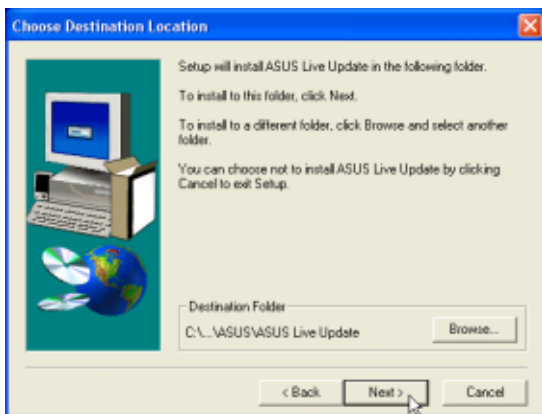 Choose Destination Location
Setup will install ASUS Live Update in the following folder.
To install to this folder, click Next.
To install to a different folder, click Browse and select another
folder.
You can choose not to install ASUS Live Update by clicking
Cancel to exit Setup.
Destination Folder
C:\...\ASUS\ASUS Live Update
Browse...
< Back
Next >
Cancel